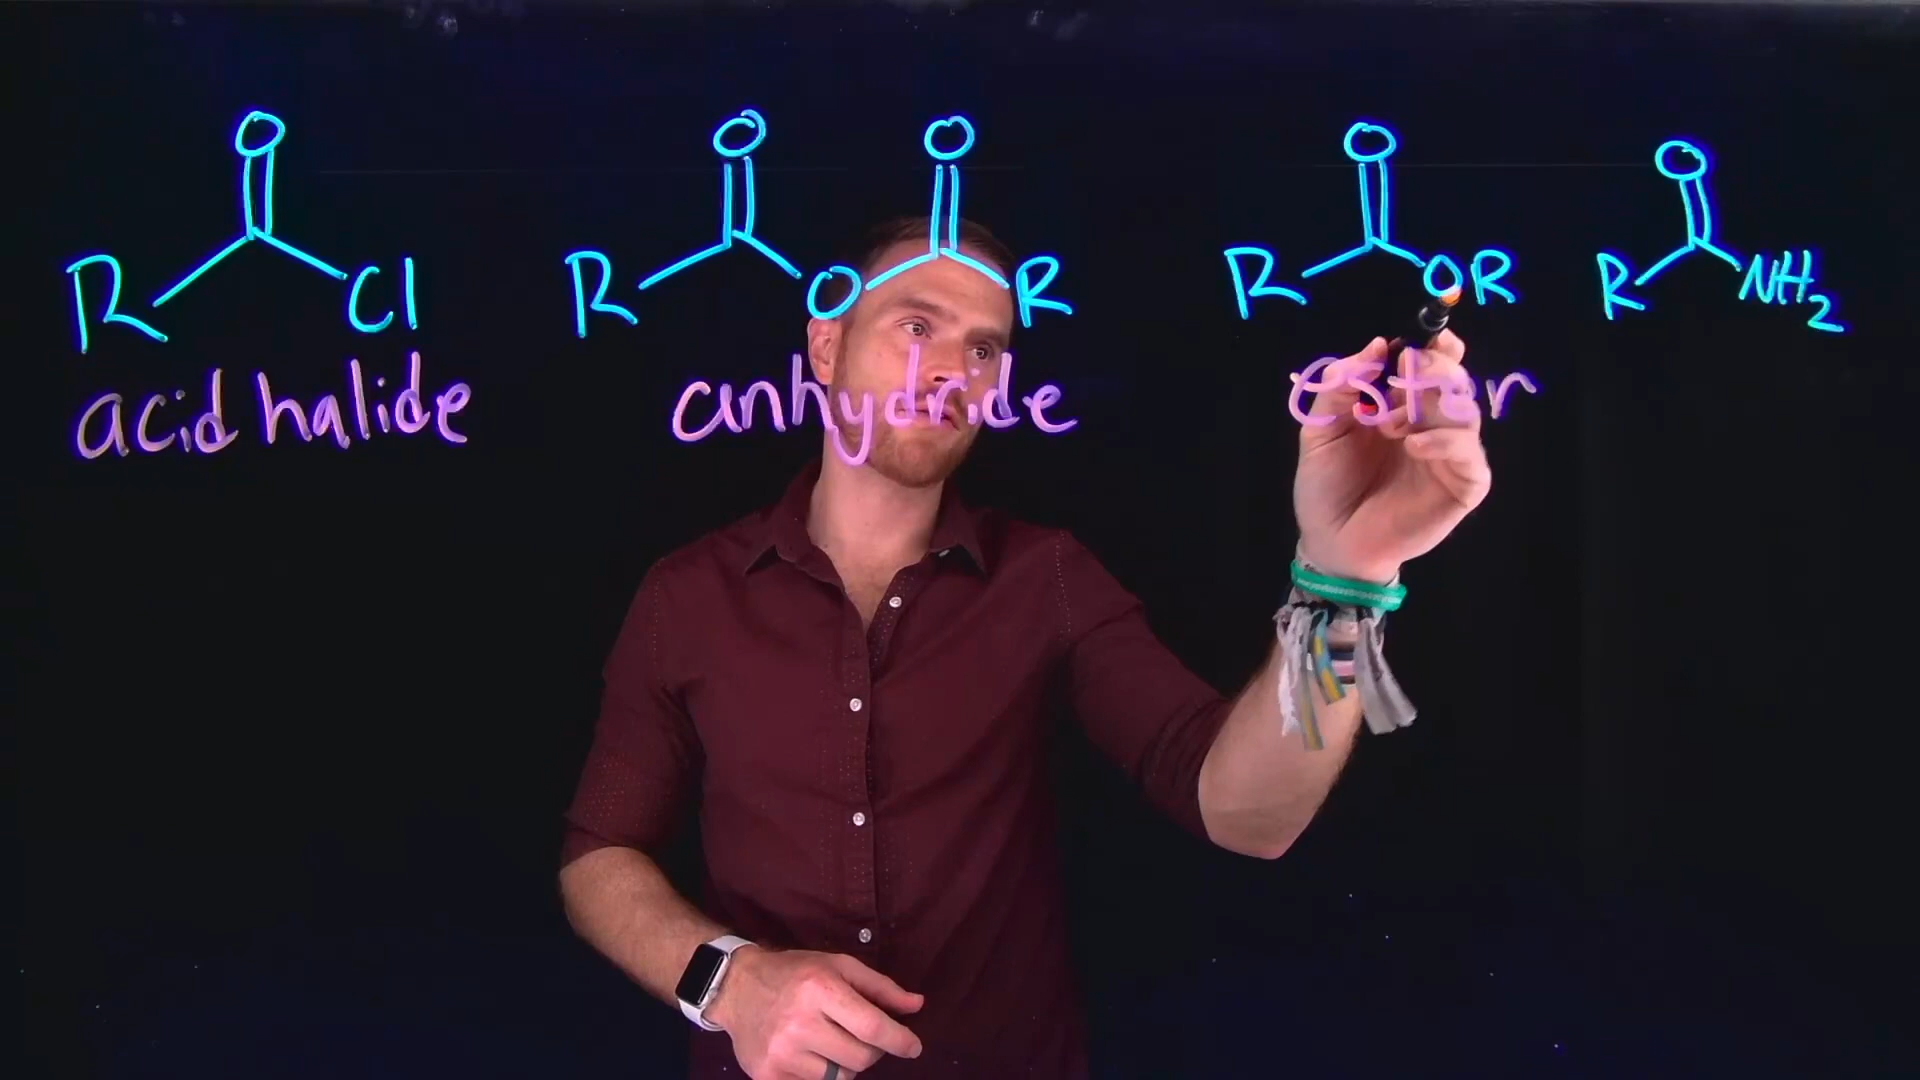 O O O O O
R Cl R O R R OR R NH2
acid halide anhydride ester